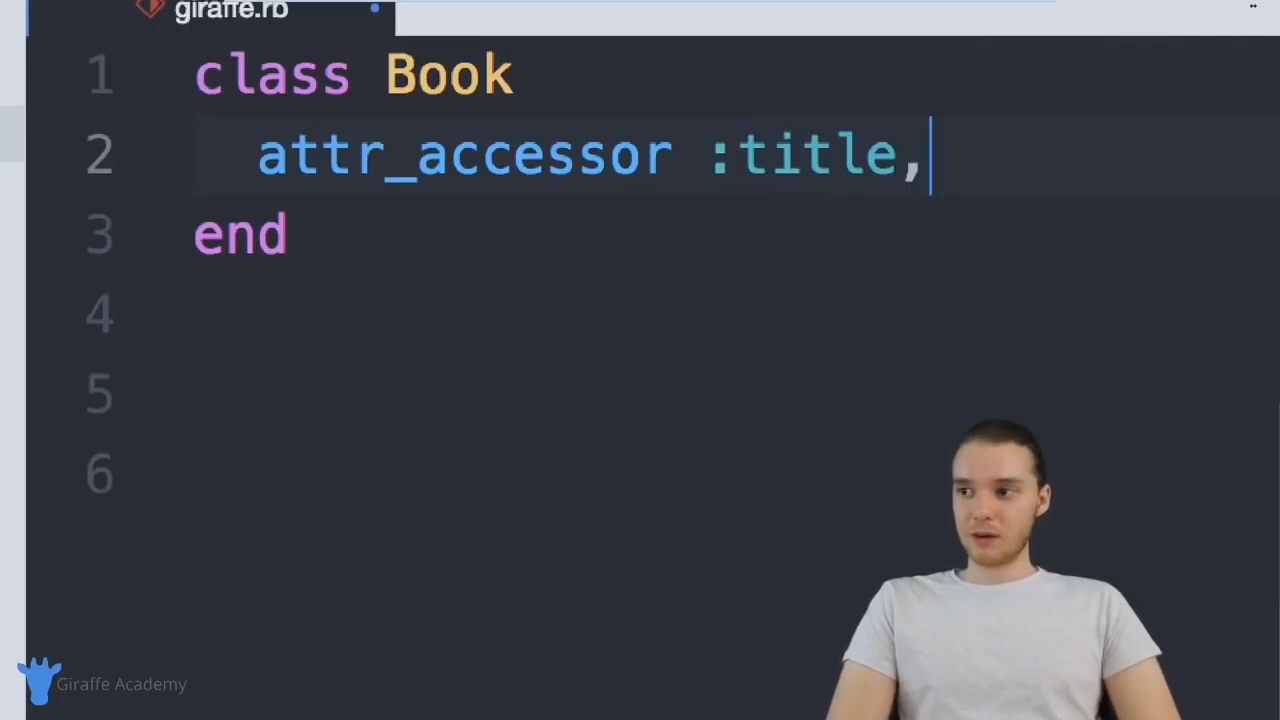 giraffe.rb
1 class Book
2 attr_accessor :title,
3 end
4
5
6
Giraffe Academy